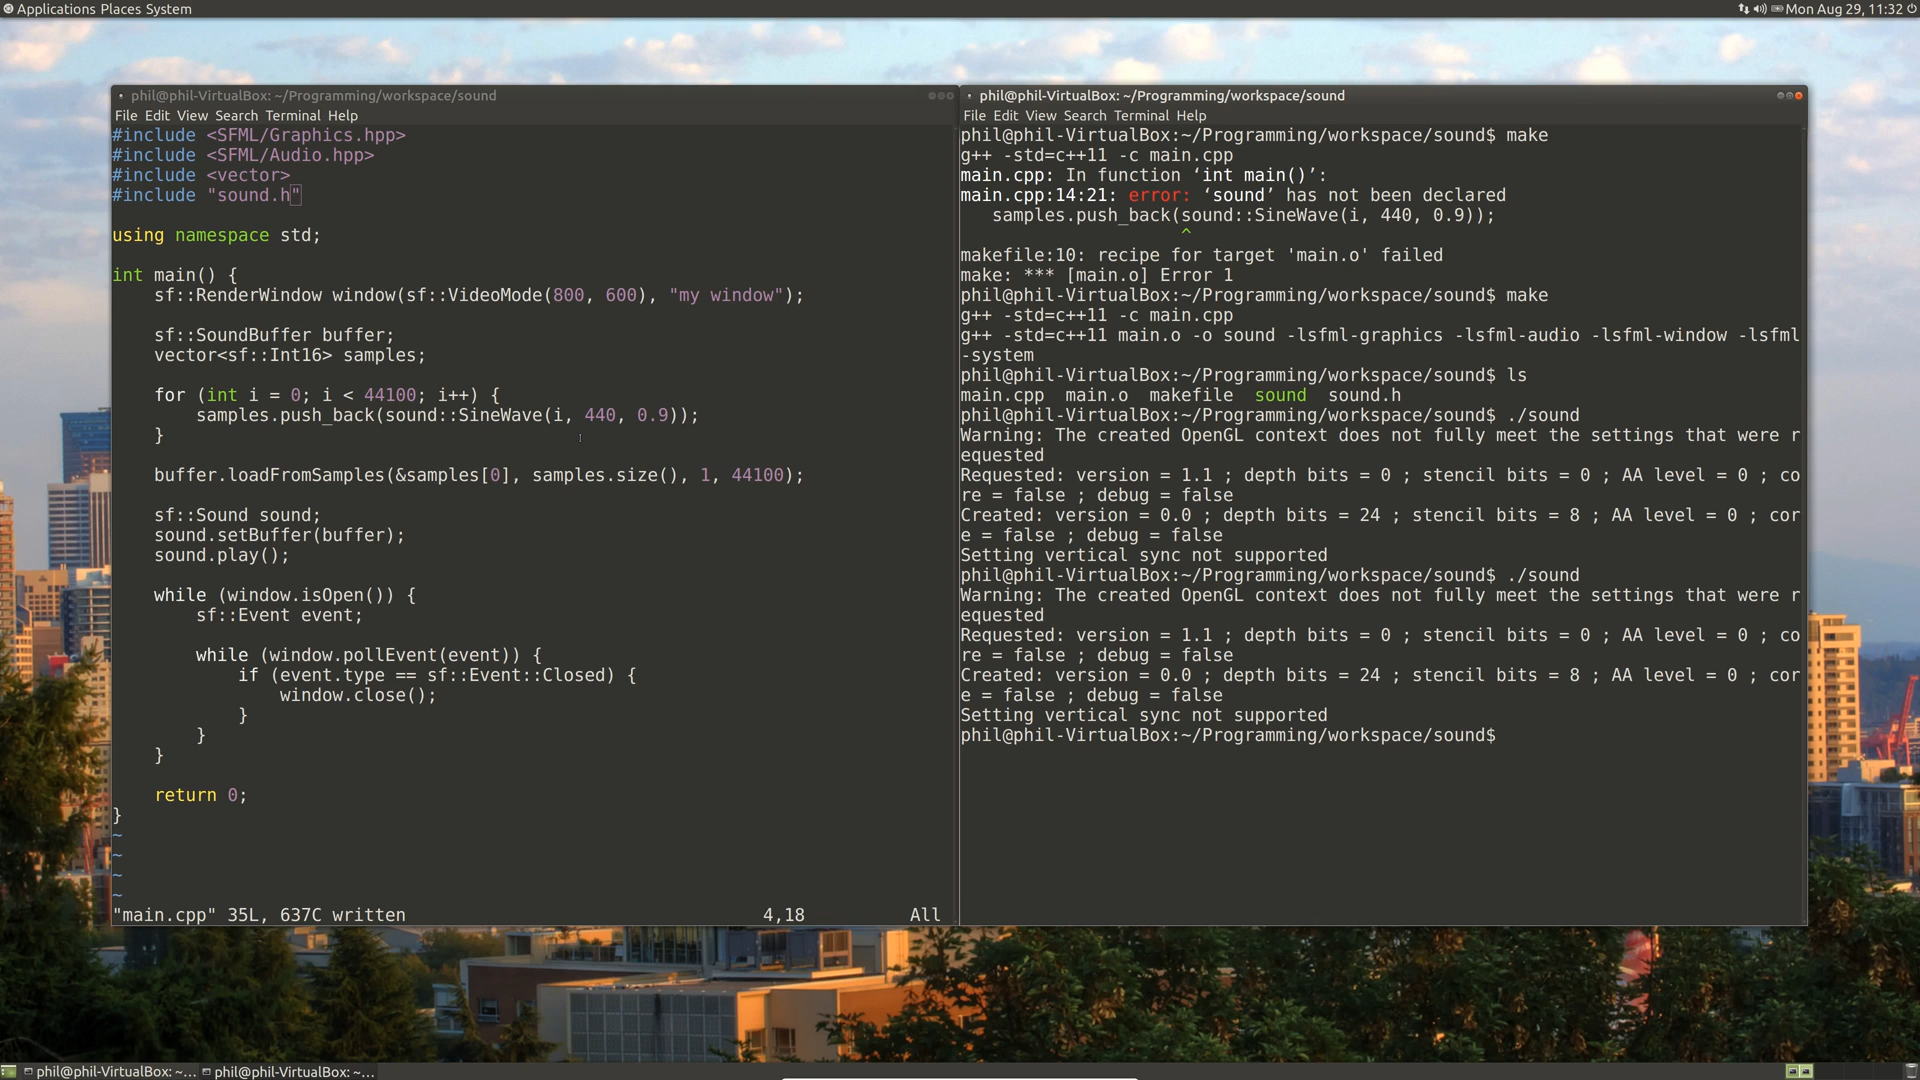 Applications Places System
Mon Aug 29, 11:32
phil@phil-VirtualBox: ~/Programming/workspace/sound
File Edit View Search Terminal Help
#include <SFML/Graphics.hpp>
#include <SFML/Audio.hpp>
#include <vector>
#include "sound.h"
using namespace std;
int main() {
sf::RenderWindow window(sf::VideoMode(800, 600), "my window");
sf::SoundBuffer buffer;
vector<sf::Int16> samples;
for (int i = 0; i < 44100; i++) {
samples.push_back(sound::SineWave(i, 440, 0.9));
}
buffer.loadFromSamples(&samples[0], samples.size(), 1, 44100);
sf::Sound sound;
sound.setBuffer(buffer);
sound.play();
while (window.isOpen()) {
sf::Event event;
while (window.pollEvent(event)) {
if (event.type == sf::Event::Closed) {
window.close();
}
}
}
return 0;
}
~
~
~
~
"main.cpp" 35L, 637C written 4,18 All
phil@phil-VirtualBox: ~/Programming/workspace/sound
File Edit View Search Terminal Help
phil@phil-VirtualBox:~/Programming/workspace/sound$ make
g++ -std=c++11 -c main.cpp
main.cpp: In function ‘int main()’:
main.cpp:14:21: error: ‘sound’ has not been declared
samples.push_back(sound::SineWave(i, 440, 0.9));
^
makefile:10: recipe for target 'main.o' failed
make: *** [main.o] Error 1
phil@phil-VirtualBox:~/Programming/workspace/sound$ make
g++ -std=c++11 -c main.cpp
g++ -std=c++11 main.o -o sound -lsfml-graphics -lsfml-audio -lsfml-window -lsfml
-system
phil@phil-VirtualBox:~/Programming/workspace/sound$ ls
main.cpp main.o makefile sound sound.h
phil@phil-VirtualBox:~/Programming/workspace/sound$ ./sound
Warning: The created OpenGL context does not fully meet the settings that were r
equested
Requested: version = 1.1 ; depth bits = 0 ; stencil bits = 0 ; AA level = 0 ; co
re = false ; debug = false
Created: version = 0.0 ; depth bits = 24 ; stencil bits = 8 ; AA level = 0 ; cor
e = false ; debug = false
Setting vertical sync not supported
phil@phil-VirtualBox:~/Programming/workspace/sound$ ./sound
Warning: The created OpenGL context does not fully meet the settings that were r
equested
Requested: version = 1.1 ; depth bits = 0 ; stencil bits = 0 ; AA level = 0 ; co
re = false ; debug = false
Created: version = 0.0 ; depth bits = 24 ; stencil bits = 8 ; AA level = 0 ; cor
e = false ; debug = false
Setting vertical sync not supported
phil@phil-VirtualBox:~/Programming/workspace/sound$
phil@phil-VirtualBox: ~...
phil@phil-VirtualBox: ~...